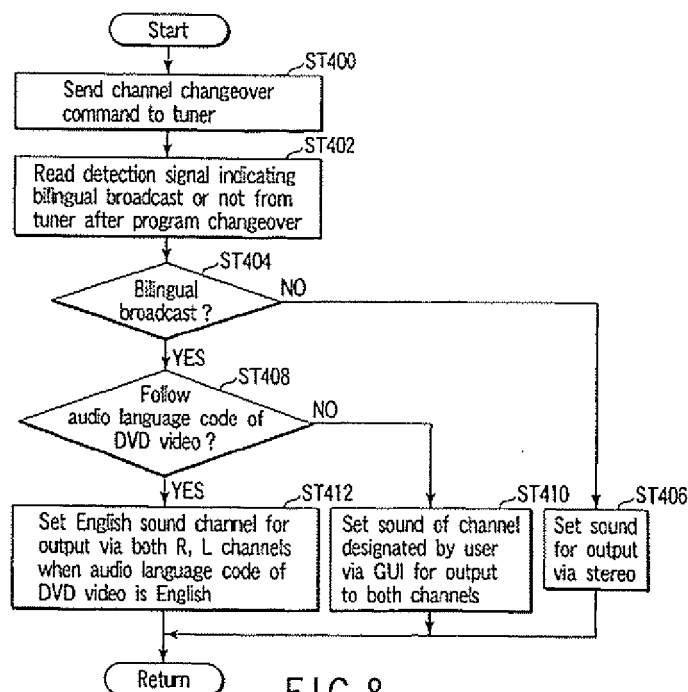 Start
ST400
Send channel changeover
command to tuner
ST402
Read detection signal indicating
bilingual broadcast or not from
tuner after program changeover
ST404
Bilingual
broadcast?
NO
YES
ST408
Follow
audio language code of
DVD video?
NO
YES
ST412
Set English sound channel for
output via both R, L channels
when audio language code of
DVD video is English
ST410
Set sound of channel
designated by user
via GUI for output
to both channels
ST406
Set sound
for output
via stereo
Return
FIG. 8